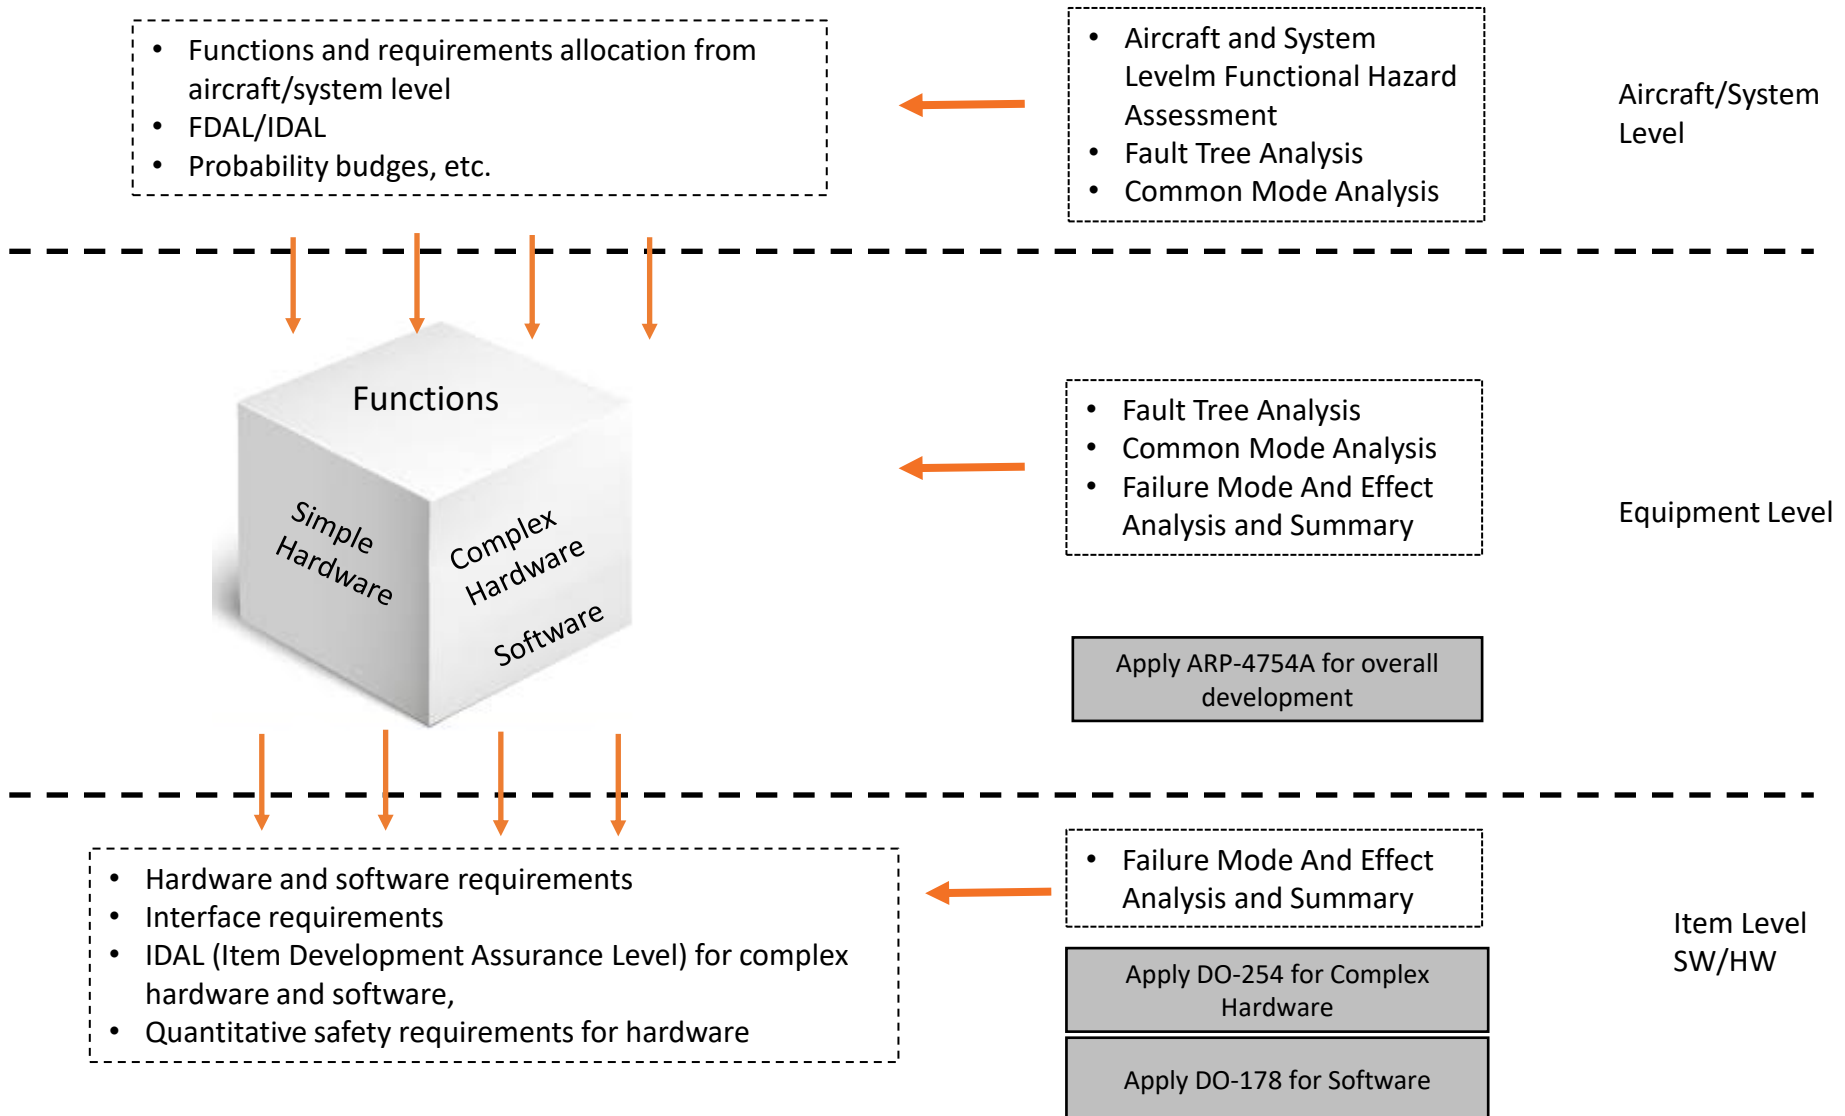 • Functions and requirements allocation from
aircraft/system level
• FDAL/IDAL
• Probability budges, etc.
• Aircraft and System
Levelm Functional Hazard
Assessment
• Fault Tree Analysis
• Common Mode Analysis
Aircraft/System
Level
Functions
Simple
Hardware
Complex
Hardware
Software
• Fault Tree Analysis
• Common Mode Analysis
• Failure Mode And Effect
Analysis and Summary
Equipment Level
Apply ARP-4754A for overall
development
• Hardware and software requirements
• Interface requirements
• IDAL (Item Development Assurance Level) for complex
hardware and software,
• Quantitative safety requirements for hardware
• Failure Mode And Effect
Analysis and Summary
Item Level
SW/HW
Apply DO-254 for Complex
Hardware
Apply DO-178 for Software